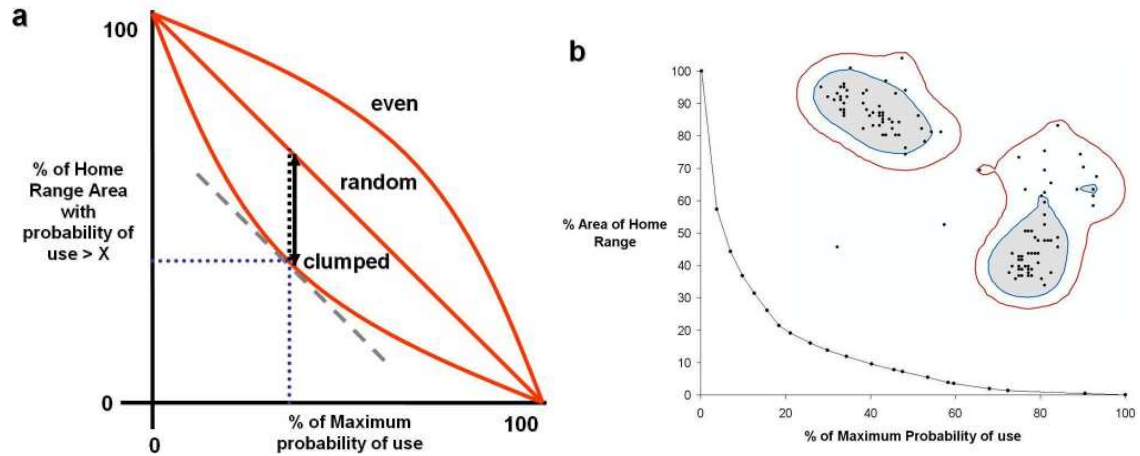 a
100
% of Home
Range Area
with
probability of
use > X
0
even
random
clumped
0
% of Maximum
probability of use
100
b
100
90
80
70
60
50
40
30
20
10
0
% Area of Home
Range
0
20
40
60
80
100
% of Maximum Probability of use